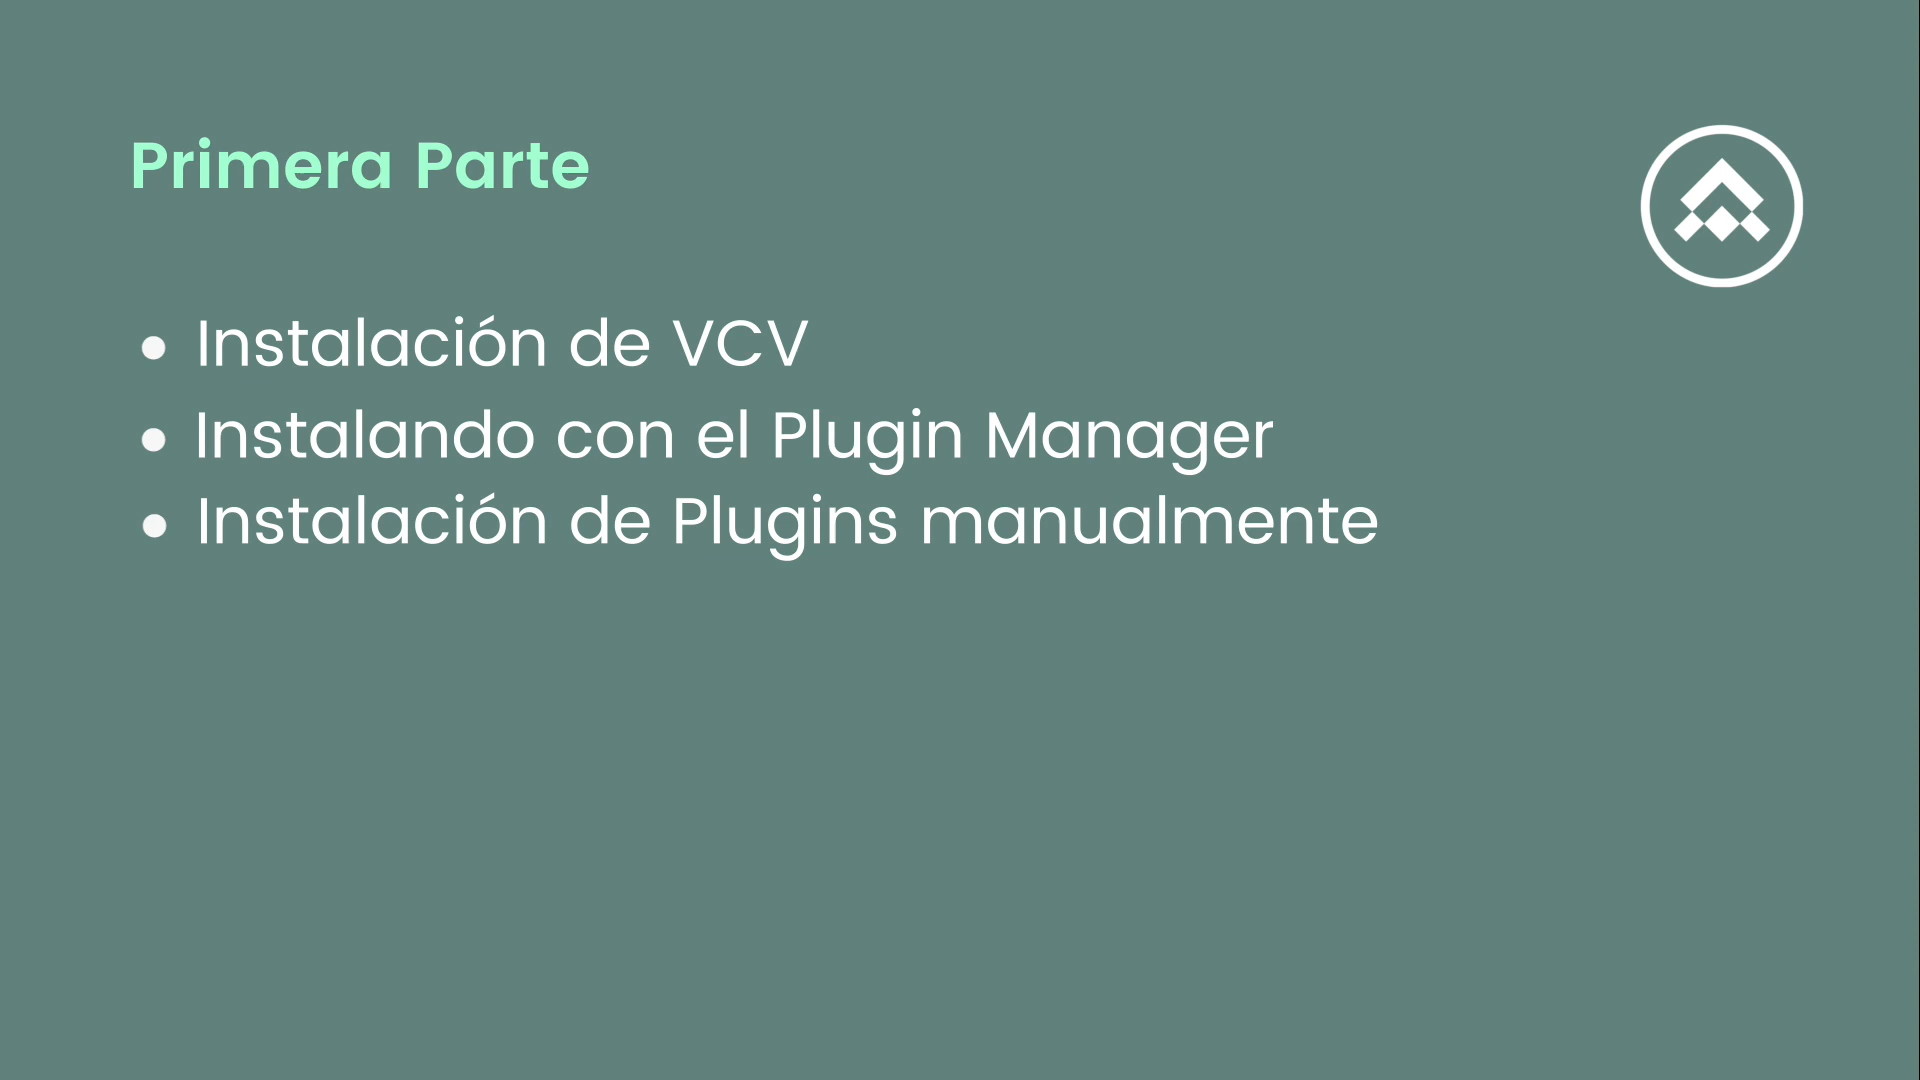 Primera Parte
● Instalación de VCV
● Instalando con el Plugin Manager
● Instalación de Plugins manualmente